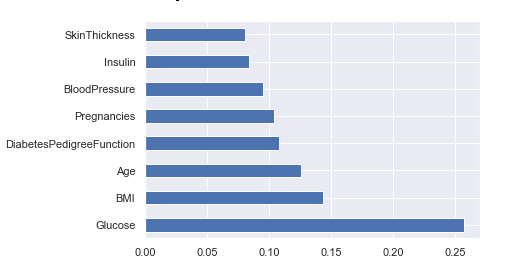 SkinThickness
Insulin
BloodPressure
Pregnancies
DiabetesPedigreeFunction
Age
BMI
Glucose
0.00 0.05 0.10 0.15 0.20 0.25